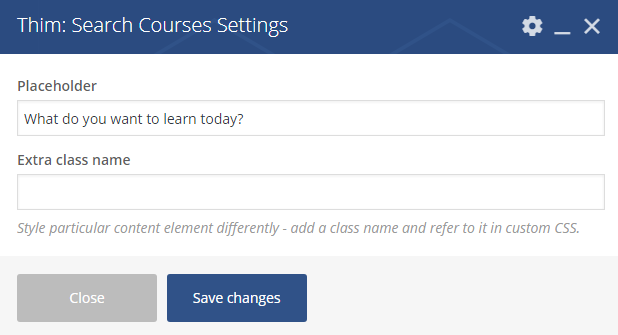 Thim: Search Courses Settings
Placeholder
What do you want to learn today?
Extra class name
Style particular content element differently - add a class name and refer to it in custom CSS.
Close
Save changes